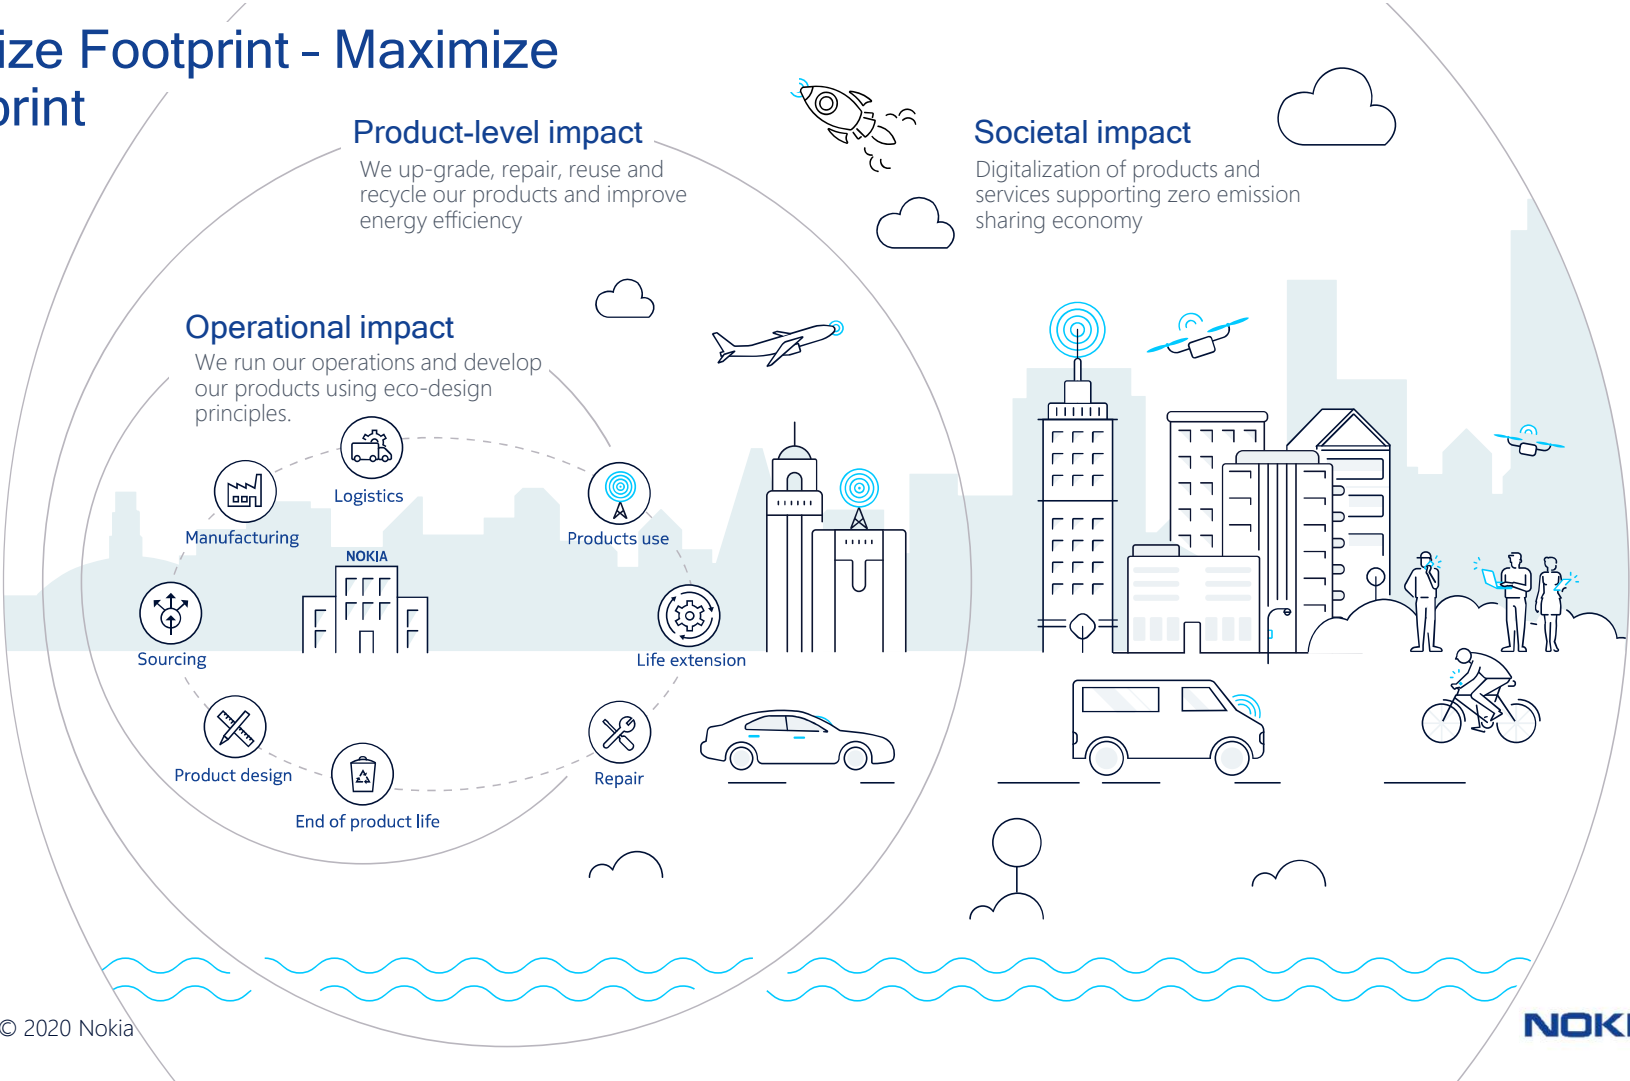 ize Footprint - Maximize
print
Product-level impact
We up-grade, repair, reuse and
recycle our products and improve
energy efficiency
Societal impact
Digitalization of products and
services supporting zero emission
sharing economy
Operational impact
We run our operations and develop
our products using eco-design
principles.
Logistics
Manufacturing
Products use
NOKIA
Sourcing
Life extension
Product design
Repair
End of product life
© 2020 Nokia
NOKI